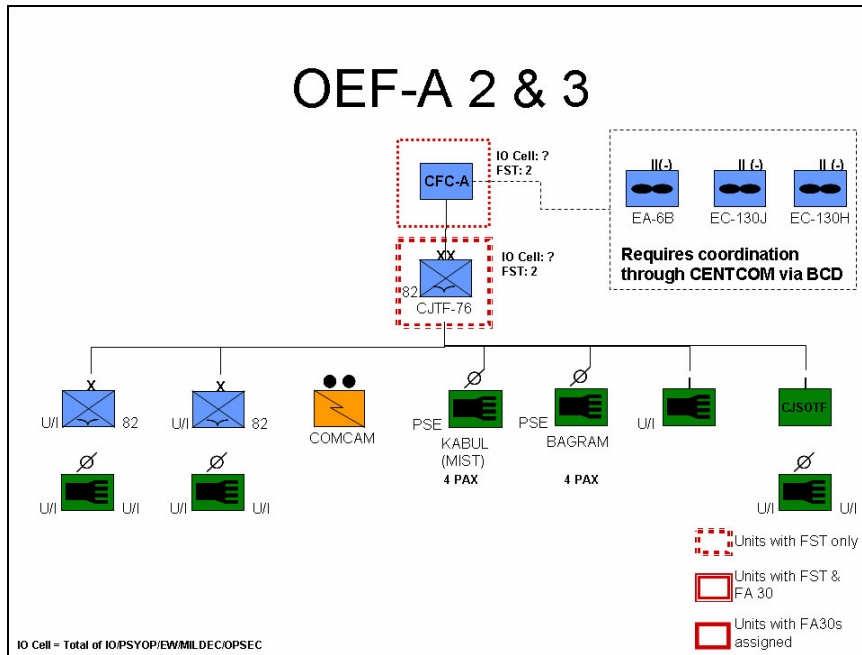 OEF-A 2 & 3
IO Cell: ?
FST: 2
CFC-A
II(-)
II(-)
II(-)
EA-6B
EC-130J
EC-130H
Requires coordination
through CENTCOM via BCD
XX
IO Cell: ?
FST: 2
82
CJTF-76
X
U/I
82
X
U/I
82
COMCAM
PSE
KABUL
(MIST)
4 PAX
PSE
BAGRAM
4 PAX
I
U/I
I
CJSOTF
U/I
U/I
U/I
U/I
U/I
U/I
Units with FST only
Units with FST &
FA 30
Units with FA30s
assigned
IO Cell = Total of IO/PSYOP/EW/MILDEC/OPSEC